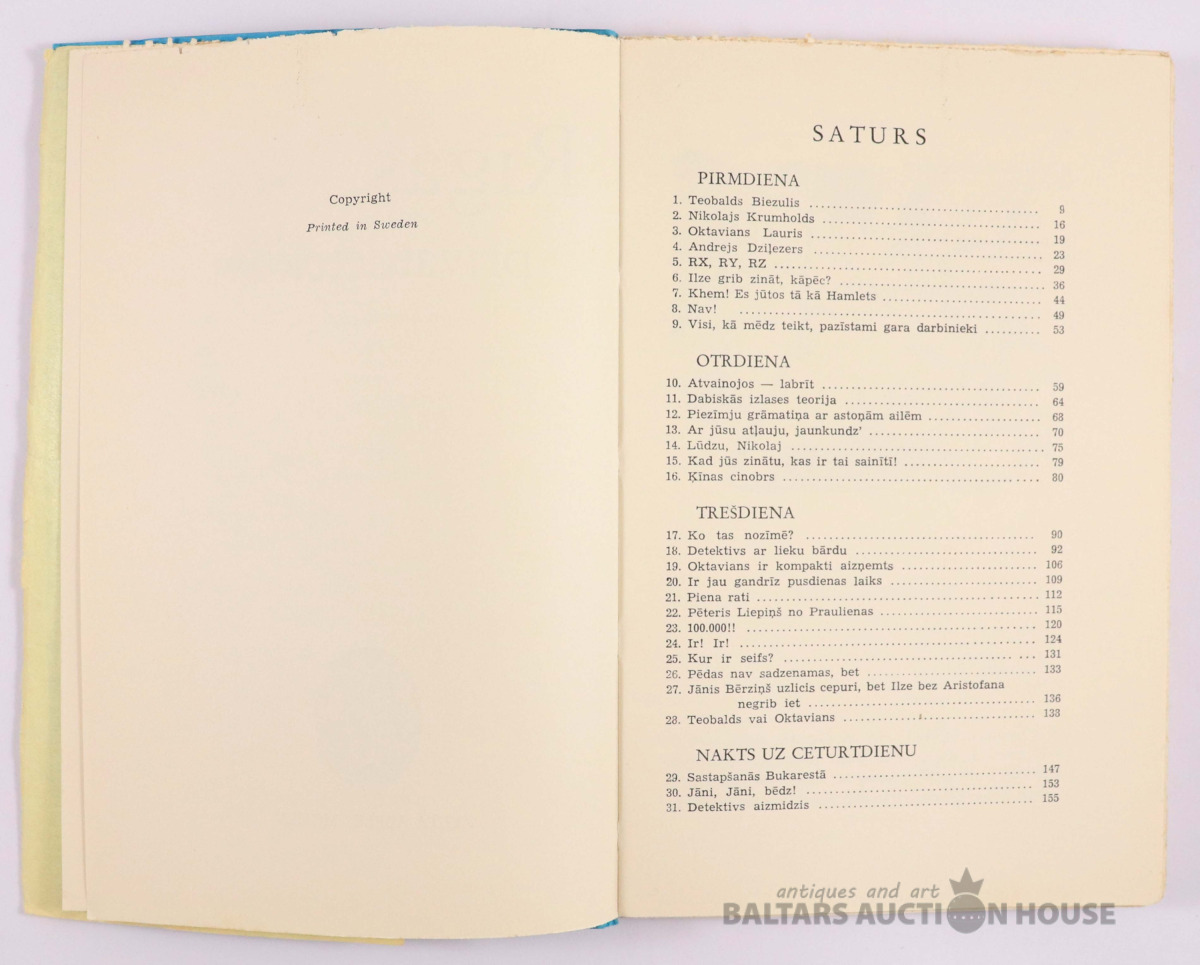 Copyright
Printed in Sweden
SATURS
PIRMDIENA
1. Teobalds Biezulis ........................................ 9
2. Nikolajs Krumholds ........................................ 16
3. Oktavians Lauris ........................................ 19
4. Andrejs Dziļezers ........................................ 23
5. RX, RY, RZ ........................................ 29
6. Ilze grib zināt, kāpēc? ........................................ 36
7. Khem! Es jūtos tā kā Hamlets ............................ 44
8. Nav! ........................................ 49
9. Visi, kā mēdz teikt, pazīstami gara darbinieki .......... 53
OTRDIENA
10. Atvainojos — labrīt ........................................ 59
11. Dabiskās izlases teorija ................................... 64
12. Piezīmju grāmatiņa ar astoņām ailēm .................... 68
13. Ar jūsu atļauju, jaunkundz' ............................... 70
14. Lūdzu, Nikolaj ........................................ 75
15. Kad jūs zinātu, kas ir tai sainītī! ........................ 79
16. Ķīnas cinobrs ........................................ 80
TREŠDIENA
17. Ko tas nozīmē? ........................................ 90
18. Detektivs ar lieku bārdu ................................ 92
19. Oktavians ir kompakti aizņemts ........................ 106
20. Ir jau gandrīz pusdienas laiks .......................... 109
21. Piena rati ........................................ 112
22. Pēteris Liepiņš no Praulienas ............................ 115
23. 100.000!! ........................................ 120
24. Ir! Ir! ........................................ 124
25. Kur ir seifs? ........................................ 131
26. Pēdas nav sadzenamas, bet .............................. 133
27. Jānis Bērziņš uzlicis cepuri, bet Ilze bez Aristofana
negrib iet ........................................ 136
28. Teobalds vai Oktavians .................................. 138
NAKTS UZ CETURTDIENU
29. Sastapšanās Bukarestā .................................. 147
30. Jāni, Jāni, bēdz! ........................................ 153
31. Detektivs aizmidzis ..................................... 155
antiques and art
BALTARS AUCTION HOUSE